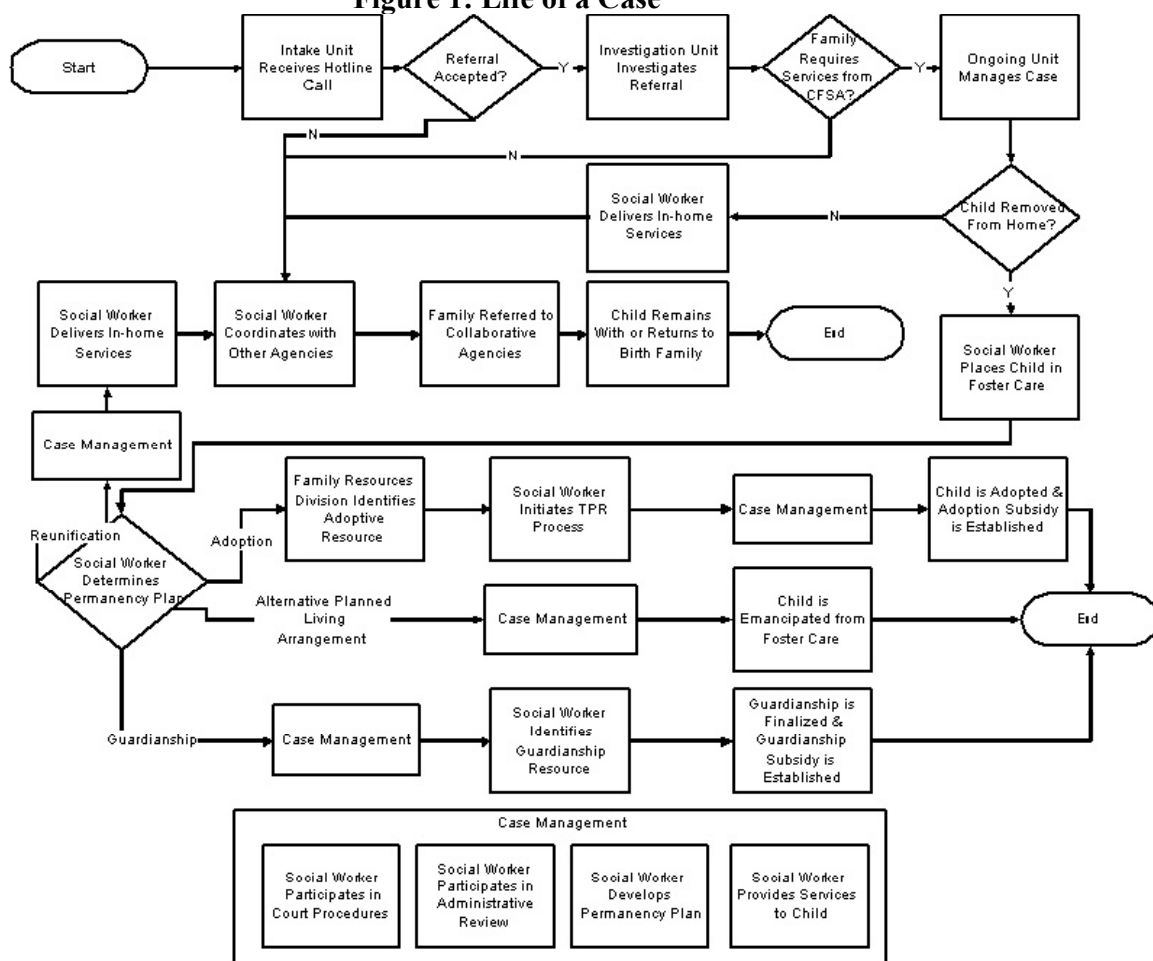 Figure 1: Life of a Case
Start
Intake Unit
Receives Hotline
Call
Referral
Accepted?
Y
Investigation Unit
Investigates
Referral
Family
Requires
Services from
CFSA?
Y
Ongoing Unit
Manages Case
N
N
Social Worker
Delivers In-home
Services
N
Child Removed
From Home?
Y
Social Worker
Delivers In-home
Services
Social Worker
Coordinates with
Other Agencies
Family Referred to
Collaborative
Agencies
Child Remains
With or Returns to
Birth Family
End
Social Worker
Places Child in
Foster Care
Case Management
Reunification
Social Worker
Determines
Permanency Plan
Adoption
Family Resources
Division Identifies
Adoptive
Resource
Social Worker
Initiates TPR
Process
Case Management
Child is Adopted &
Adoption Subsidy
is Established
Alternative Planned
Living
Arrangement
Case Management
Child is
Emancipated from
Foster Care
End
Guardianship
Case Management
Social Worker
Identifies
Guardianship
Resource
Guardianship is
Finalized &
Guardianship
Subsidy is
Established
Case Management
Social Worker
Participates in
Court Procedures
Social Worker
Participates in
Administrative
Review
Social Worker
Develops
Permanency Plan
Social Worker
Provides Services
to Child